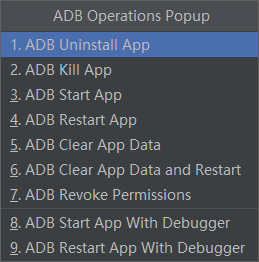 ADB Operations Popup
1. ADB Uninstall App
2. ADB Kill App
3. ADB Start App
4. ADB Restart App
5. ADB Clear App Data
6. ADB Clear App Data and Restart
7. ADB Revoke Permissions
8. ADB Start App With Debugger
9. ADB Restart App With Debugger